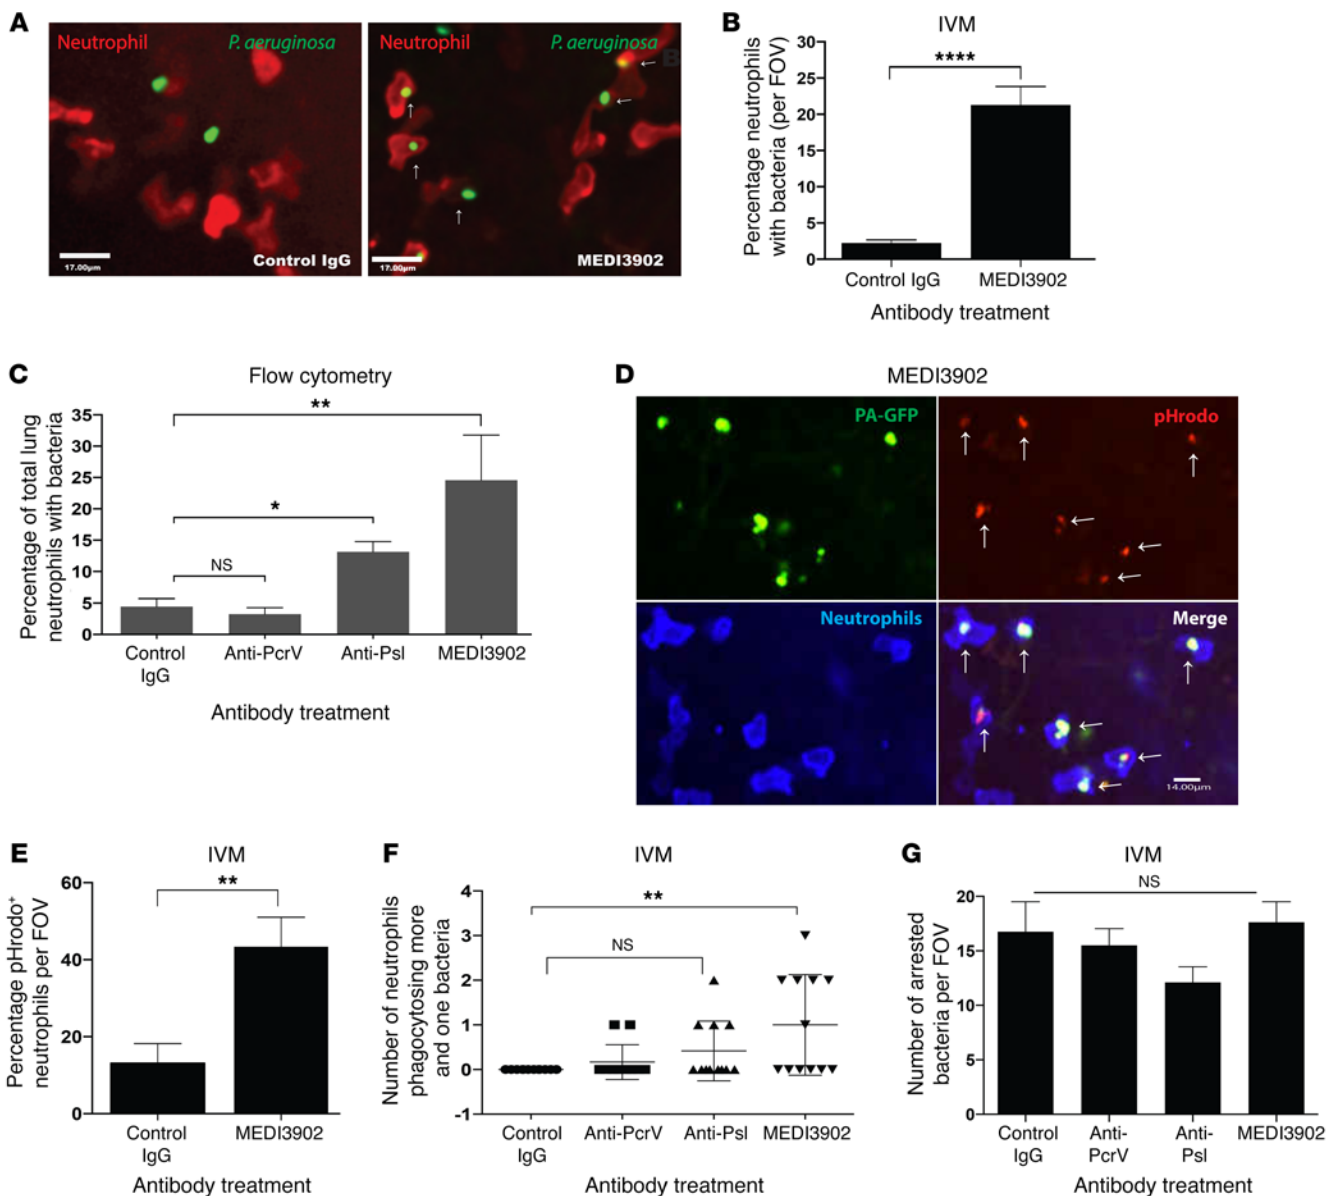 A
Neutrophil
P. aeruginosa
17.00µm
Control IgG
Neutrophil
P. aeruginosa
17.00µm
MEDI3902
B
IVM
Percentage neutrophils
with bacteria (per FOV)
30
25
20
15
10
5
0
****
Control IgG
MEDI3902
Antibody treatment
C
Flow cytometry
Percentage of total lung
neutrophils with bacteria
35
30
25
20
15
10
5
0
**
*
NS
Control
IgG
Anti-PcrV
Anti-Psl
MEDI3902
Antibody treatment
D
MEDI3902
PA-GFP
pHrodo
Neutrophils
Merge
14.00µm
E
IVM
Percentage pHrodo⁺
neutrophils per FOV
60
40
20
0
**
Control
IgG
MEDI3902
Antibody treatment
F
IVM
Number of neutrophils
phagocytosing more
and one bacteria
4
3
2
1
0
-1
**
NS
Control
IgG
Anti-PcrV
Anti-Psl
MEDI3902
Antibody treatment
G
IVM
Number of arrested
bacteria per FOV
20
15
10
5
0
NS
Control
IgG
Anti-
PcrV
Anti-
Psl
MEDI3902
Antibody treatment